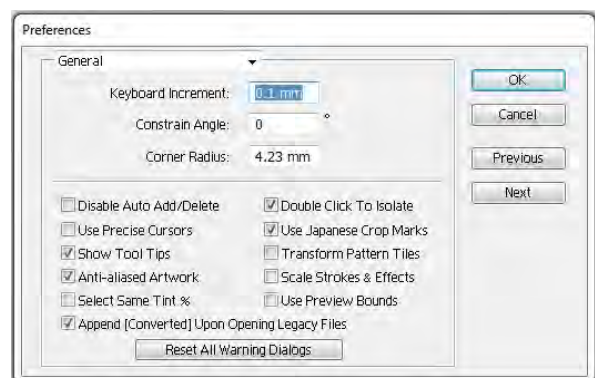 Preferences
General
OK
Keyboard Increment: 0.1 mm
Cancel
Constrain Angle: 0 °
Corner Radius: 4.23 mm
Previous
Next
Disable Auto Add/Delete Double Click To Isolate
Use Precise Cursors Use Japanese Crop Marks
Show Tool Tips Transform Pattern Tiles
Anti-aliased Artwork Scale Strokes & Effects
Select Same Tint % Use Preview Bounds
Append [Converted] Upon Opening Legacy Files
Reset All Warning Dialogs